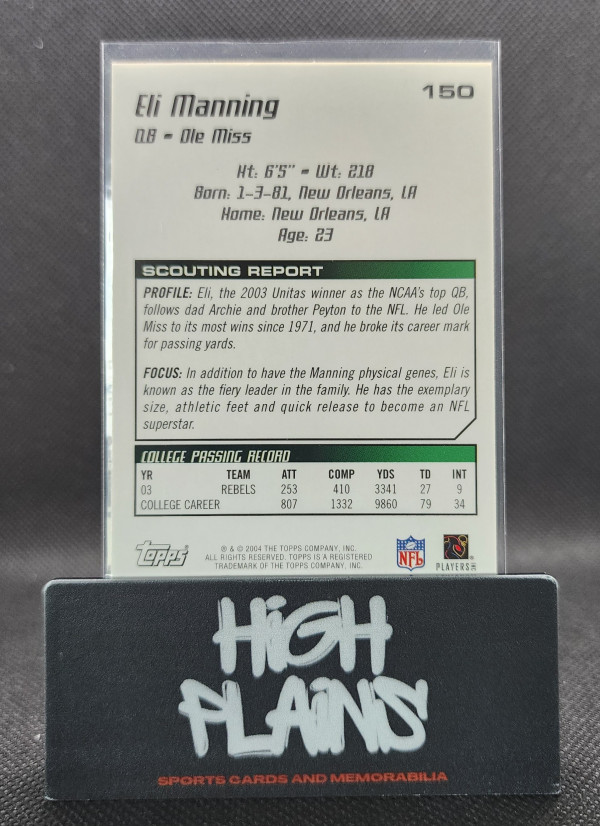 150
Eli Manning
QB - Ole Miss
Ht: 6'5" - Wt: 218
Born: 1-3-81, New Orleans, LA
Home: New Orleans, LA
Age: 23
SCOUTING REPORT
PROFILE: Eli, the 2003 Unitas winner as the NCAA's top QB,
follows dad Archie and brother Peyton to the NFL. He led Ole
Miss to its most wins since 1971, and he broke its career mark
for passing yards.
FOCUS: In addition to have the Manning physical genes, Eli is
known as the fiery leader in the family. He has the exemplary
size, athletic feet and quick release to become an NFL
superstar.
COLLEGE PASSING RECORD
YR TEAM ATT COMP YDS TD INT
03 REBELS 253 410 3341 27 9
COLLEGE CAREER 807 1332 9860 79 34
Topps
® & © 2004 THE TOPPS COMPANY, INC.
ALL RIGHTS RESERVED. TOPPS IS A REGISTERED
TRADEMARK OF THE TOPPS COMPANY, INC.
NFL
PLAYERS INC
HIGH
PLAINS
SPORTS CARDS AND MEMORABILIA